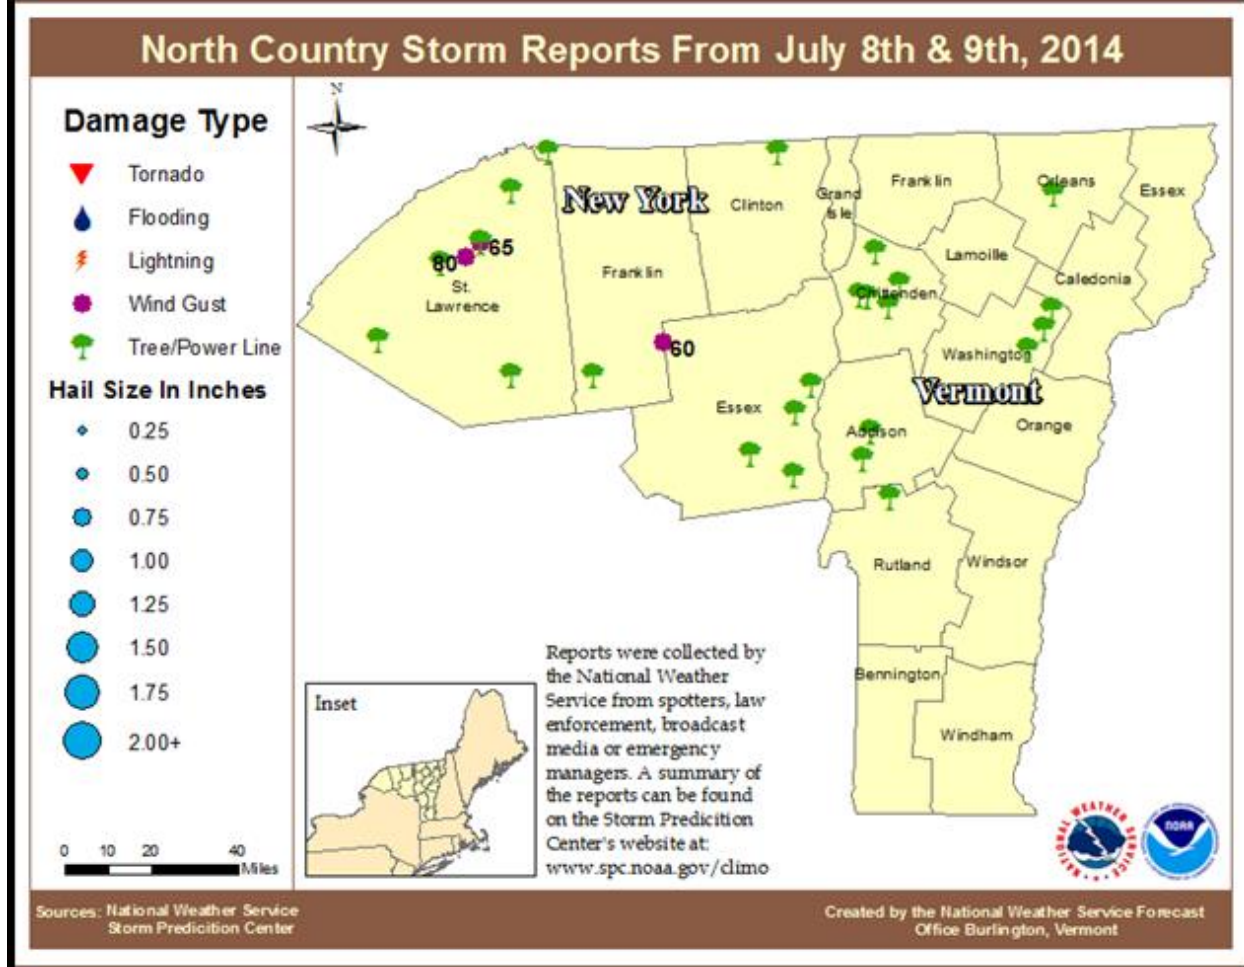 North Country Storm Reports From July 8th & 9th, 2014
Damage Type
Tornado
Flooding
Lightning
Wind Gust
Tree/Power Line
Hail Size In Inches
0.25
0.50
0.75
1.00
1.25
1.50
1.75
2.00+
0 10 20 40
Miles
N
New York
Clinton
Grand
Isle
Franklin
Orleans
Essex
Lamoille
Caledonia
80
65
St.
Lawrence
Franklin
Chittenden
60
Washington
Vermont
Essex
Addison
Orange
Rutland
Windsor
Bennington
Windham
Inset
Reports were collected by
the National Weather
Service from spotters, law
enforcement, broadcast
media or emergency
managers. A summary of
the reports can be found
on the Storm Predicition
Center's website at:
www.spc.noaa.gov/climo
NATIONAL WEATHER SERVICE
NOAA
Sources: National Weather Service
Storm Predicition Center
Created by the National Weather Service Forecast
Office Burlington, Vermont